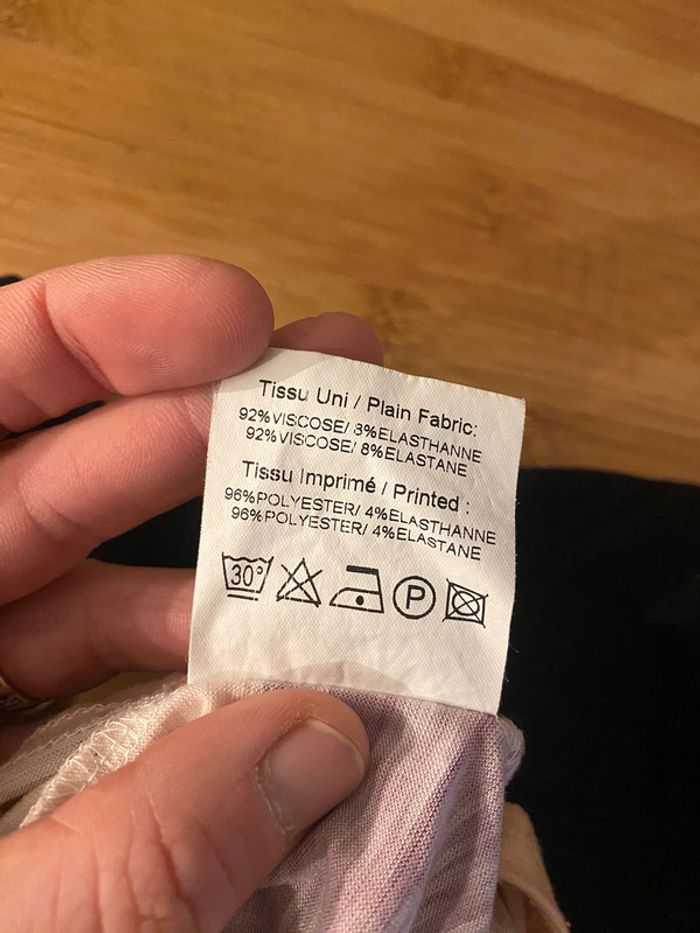 Tissu Uni / Plain Fabric:
92%VISCOSE/ 8%ELASTHANNE
92%VISCOSE/ 8%ELASTANE
Tissu Imprimé / Printed :
96%POLYESTER/ 4%ELASTHANNE
96%POLYESTER/ 4%ELASTANE
30° P